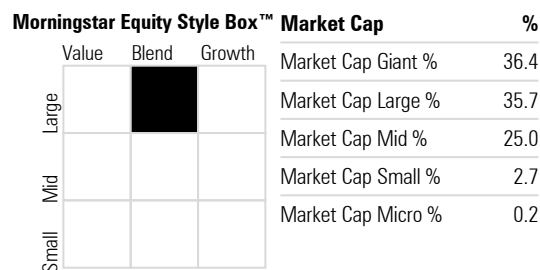 Morningstar Equity Style Box™
Value Blend Growth
Large
Mid
Small
Market Cap %
Market Cap Giant % 36.4
Market Cap Large % 35.7
Market Cap Mid % 25.0
Market Cap Small % 2.7
Market Cap Micro % 0.2